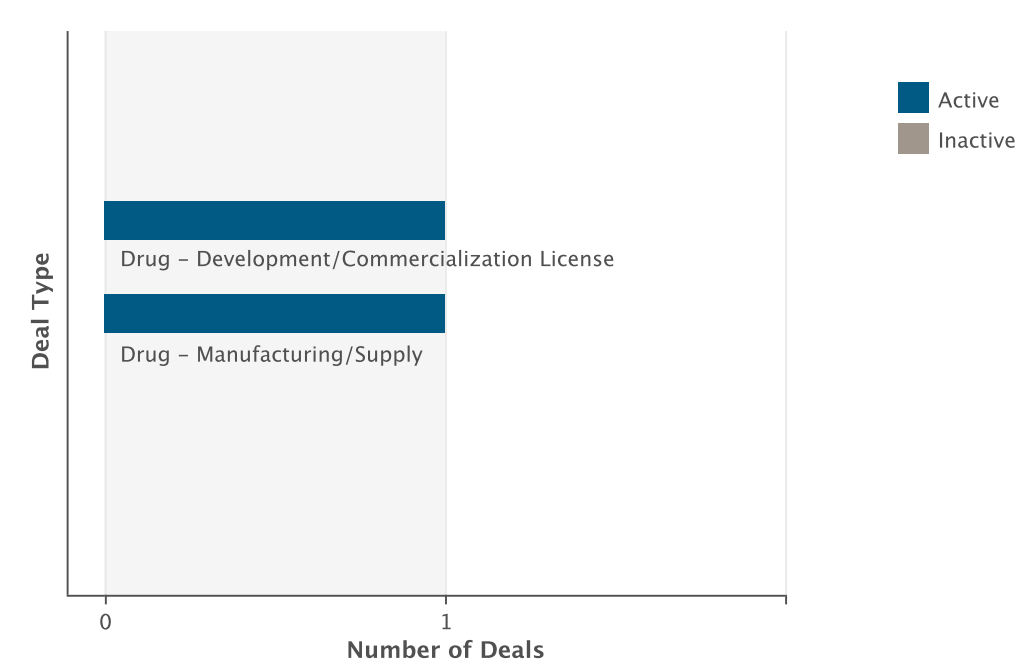 Active
Inactive
Deal Type
Drug – Development/Commercialization License
Drug – Manufacturing/Supply
0
1
Number of Deals